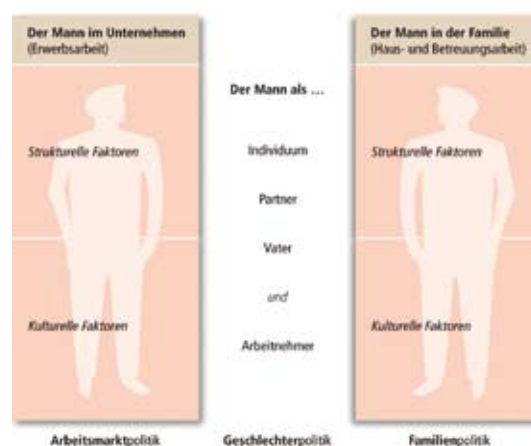 Der Mann im Unternehmen
(Erwerbsarbeit)
Strukturelle Faktoren
Kulturelle Faktoren
Arbeitsmarktpolitik
Der Mann als ...
Individuum
Partner
Vater
und
Arbeitnehmer
Geschlechterpolitik
Der Mann in der Familie
(Haus- und Betreuungsarbeit)
Strukturelle Faktoren
Kulturelle Faktoren
Familienpolitik